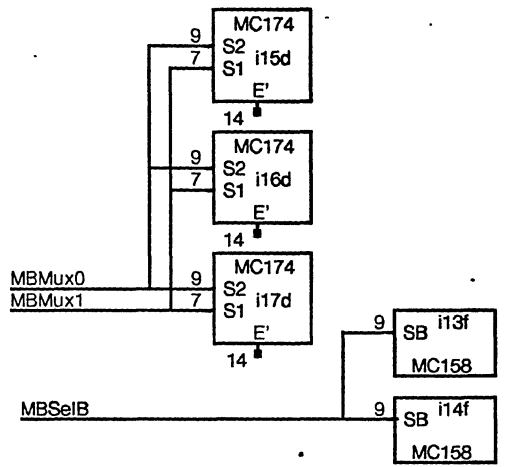 MC174
9 S2 i15d
7 S1
E'
14
MC174
9 S2 i16d
7 S1
E'
14
MC174
MBMux0 9 S2 i17d
MBMux1 7 S1
E'
14
9 SB i13f
MC158
MBSelB 9 SB i14f
MC158